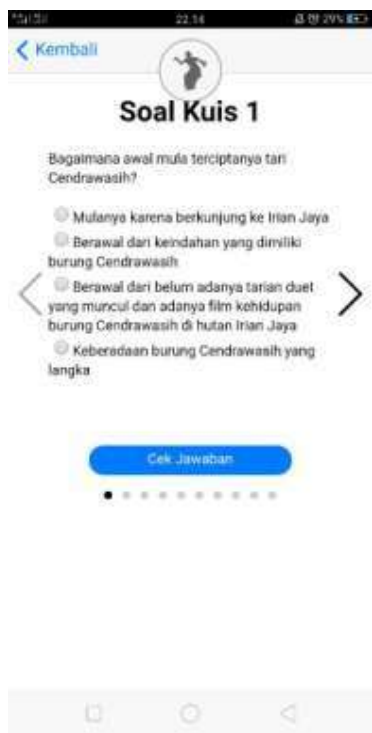 22.14
29%
Kembali
Soal Kuis 1
Bagaimana awal mula terciptanya tari
Cendrawasih?
Mulanya karena berkunjung ke Irian Jaya
Berawal dari keindahan yang dimiliki
burung Cendrawasih
Berawal dari belum adanya tarian duet
yang muncul dan adanya film kehidupan
burung Cendrawasih di hutan Irian Jaya
Keberadaan burung Cendrawasih yang
langka
Cek Jawaban